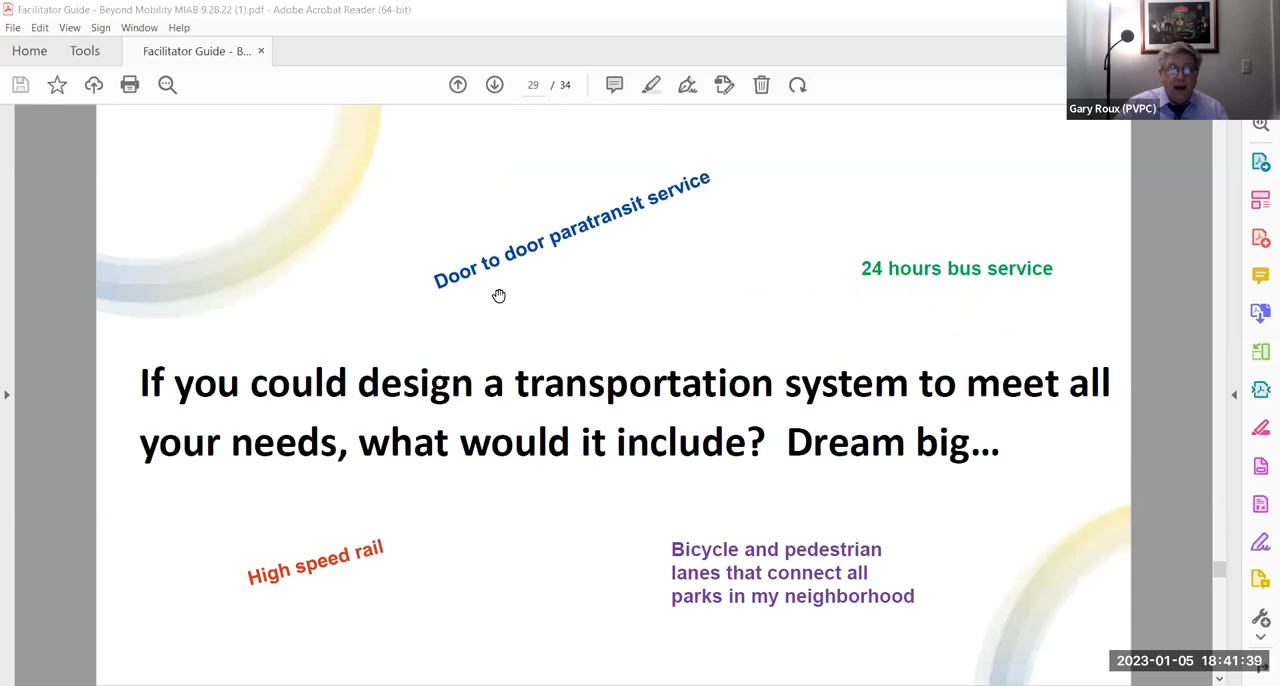 Facilitator Guide - Beyond Mobility MIAB 9.28.22 (1).pdf - Adobe Acrobat Reader (64-bit)
File Edit View Sign Window Help
Home Tools Facilitator Guide - B... ×
29 / 34
Gary Roux (PVPC)
Door to door paratransit service
24 hours bus service
If you could design a transportation system to meet all
your needs, what would it include? Dream big...
High speed rail
Bicycle and pedestrian
lanes that connect all
parks in my neighborhood
2023-01-05 18:41:39